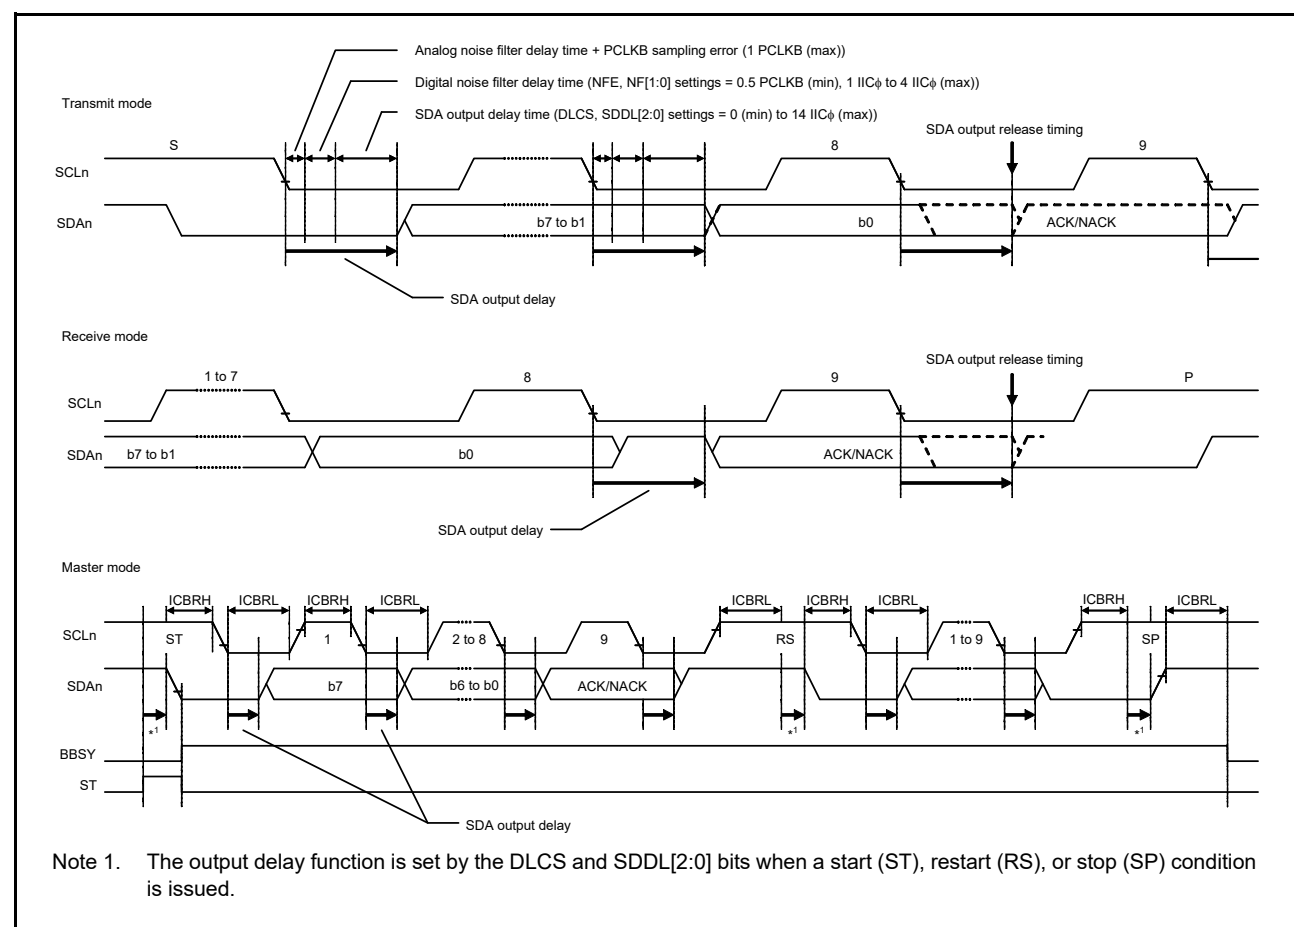 Analog noise filter delay time + PCLKB sampling error (1 PCLKB (max))
Digital noise filter delay time (NFE, NF[1:0] settings = 0.5 PCLKB (min), 1 IICϕ to 4 IICϕ (max))
Transmit mode
SDA output delay time (DLCS, SDDL[2:0] settings = 0 (min) to 14 IICϕ (max))
SDA output release timing
S 8 9
SCLn
SDAn b7 to b1 b0 ACK/NACK
SDA output delay
Receive mode
SDA output release timing
1 to 7 8 9 P
SCLn
SDAn b7 to b1 b0 ACK/NACK
SDA output delay
Master mode
ICBRH ICBRL ICBRH ICBRL ICBRL ICBRH ICBRL ICBRH ICBRL
SCLn ST 1 2 to 8 9 RS 1 to 9 SP
SDAn b7 b6 to b0 ACK/NACK
*1 *1 *1
BBSY
ST
SDA output delay
Note 1. The output delay function is set by the DLCS and SDDL[2:0] bits when a start (ST), restart (RS), or stop (SP) condition
is issued.